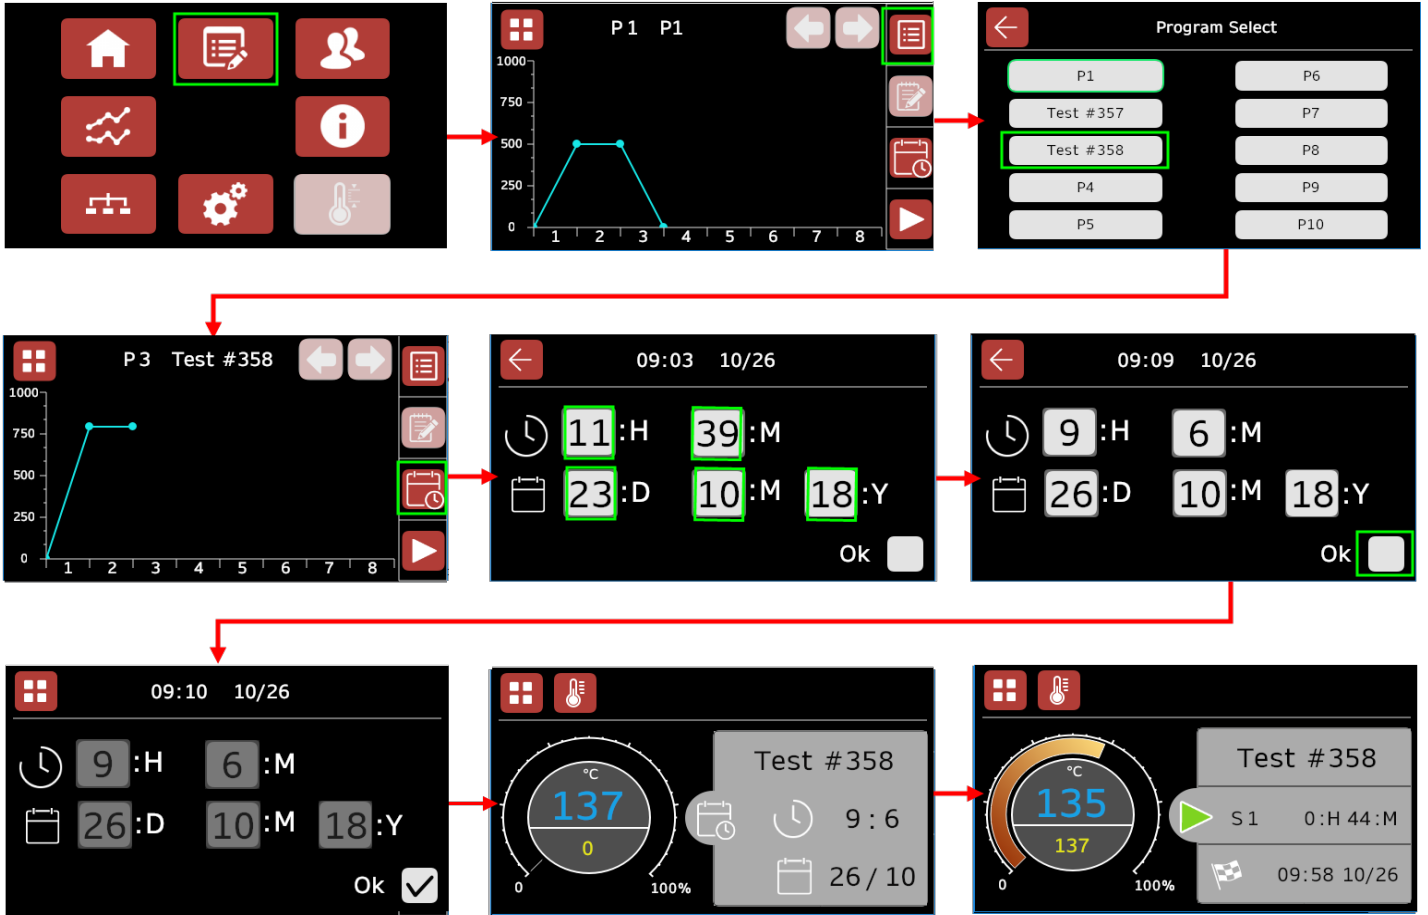 P 1 P1
1000
750
500
250
0
1 2 3 4 5 6 7 8
Program Select
P1
P6
Test #357
P7
Test #358
P8
P4
P9
P5
P10
P 3 Test #358
1000
750
500
250
0
1 2 3 4 5 6 7 8
09:03 10/26
11 :H 39 :M
23 :D 10 :M 18 :Y
Ok
09:09 10/26
9 :H 6 :M
26 :D 10 :M 18 :Y
Ok
09:10 10/26
9 :H 6 :M
26 :D 10 :M 18 :Y
Ok
°C
137
0
0
100%
Test #358
9 : 6
26 / 10
°C
135
137
0
100%
Test #358
S 1 0:H 44:M
09:58 10/26